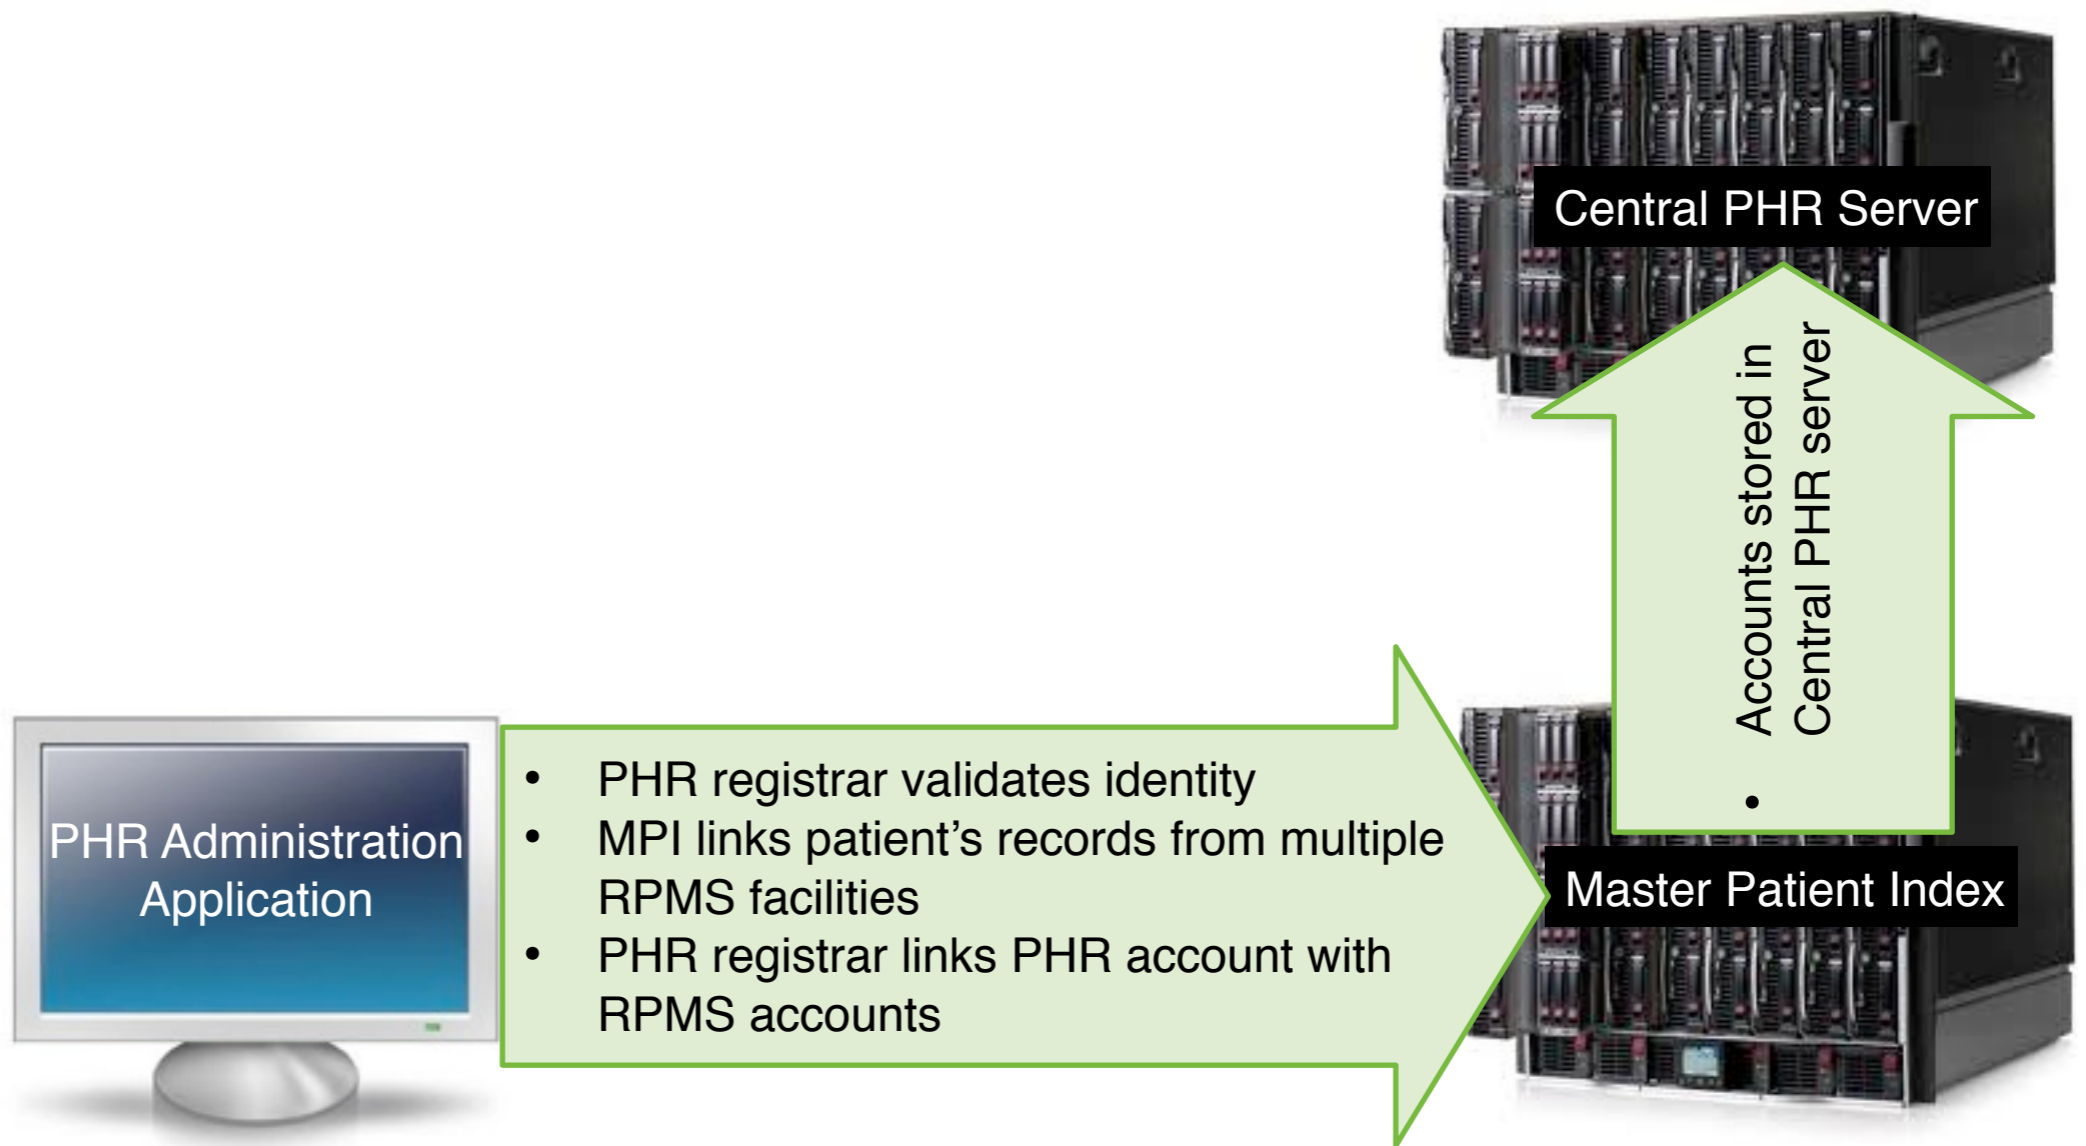 Central PHR Server
• Accounts stored in
Central PHR server
PHR Administration
Application
• PHR registrar validates identity
• MPI links patient’s records from multiple
RPMS facilities
• PHR registrar links PHR account with
RPMS accounts
Master Patient Index